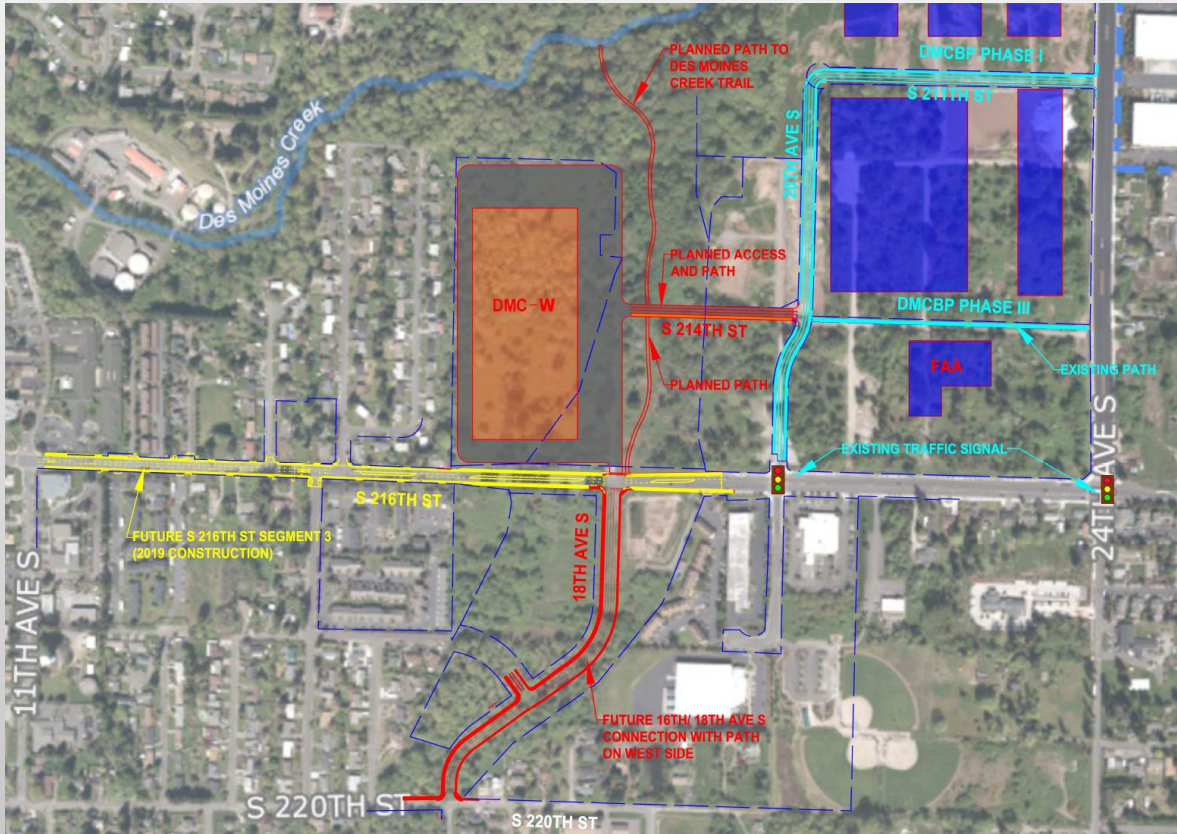 PLANNED PATH TO
DES MOINES
CREEK TRAIL
DMCBP PHASE I
S 211TH ST
20TH AVE S
Des Moines Creek
PLANNED ACCESS
AND PATH
DMC-W
S 214TH ST
DMCBP PHASE III
FAA
EXISTING PATH
PLANNED PATH
24TH AVE S
EXISTING TRAFFIC SIGNAL
S 216TH ST
FUTURE S 216TH ST SEGMENT 3
(2019 CONSTRUCTION)
11TH AVE S
18TH AVE S
FUTURE 16TH/ 18TH AVE S
CONNECTION WITH PATH
ON WEST SIDE
S 220TH ST
S 220TH ST